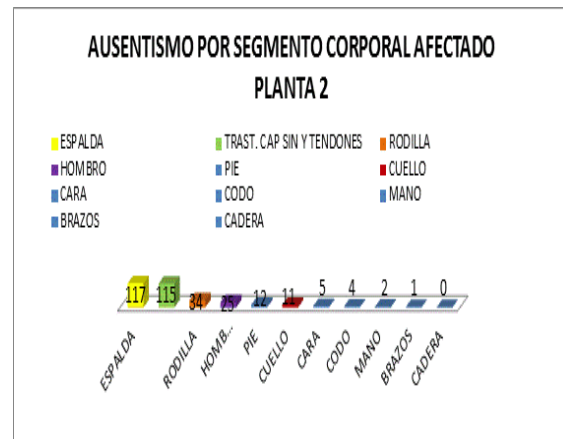 AUSENTISMO POR SEGMENTO CORPORAL AFECTADO
PLANTA 2
ESPALDA TRAST. CAP SIN Y TENDONES RODILLA
HOMBRO PIE CUELLO
CARA CODO MANO
BRAZOS CADERA
117 115 34 25 12 11 5 4 2 1 0
ESPALDA RODILLA HOMB... PIE CUELLO CARA CODO MANO BRAZOS CADERA